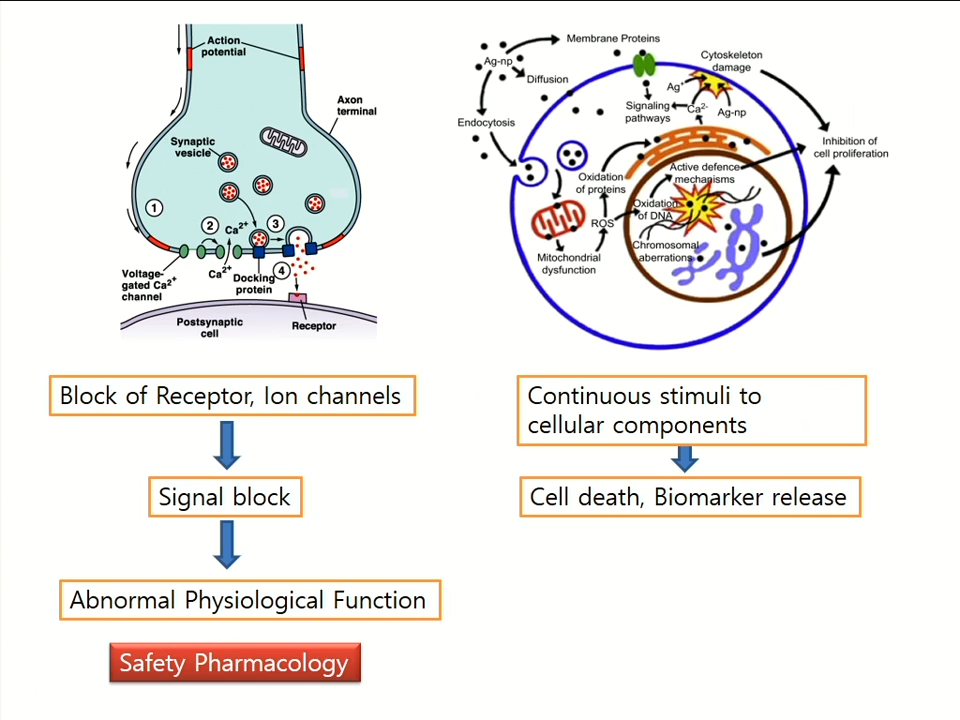 Action
potential
Axon
terminal
Synaptic
vesicle
1
2
Ca2+
3
Ca2+
4
Docking
protein
Voltage-
gated Ca2+
channel
Postsynaptic
cell
Receptor
Membrane Proteins
Ag-np
Diffusion
Endocytosis
Cytoskeleton
damage
Ag+
Signaling
pathways
Ca2-
Ag-np
Inhibition of
cell proliferation
Active defence
mechanisms
Oxidation
of proteins
Oxidation
of DNA
ROS
Mitochondrial
dysfunction
Chromosomal
aberrations
Block of Receptor, Ion channels
Signal block
Abnormal Physiological Function
Safety Pharmacology
Continuous stimuli to
cellular components
Cell death, Biomarker release